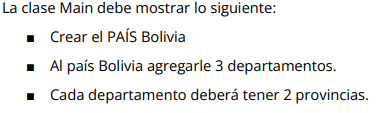 La clase Main debe mostrar lo siguiente:
▪ Crear el PAÍS Bolivia
▪ Al país Bolivia agregarle 3 departamentos.
▪ Cada departamento deberá tener 2 provincias.